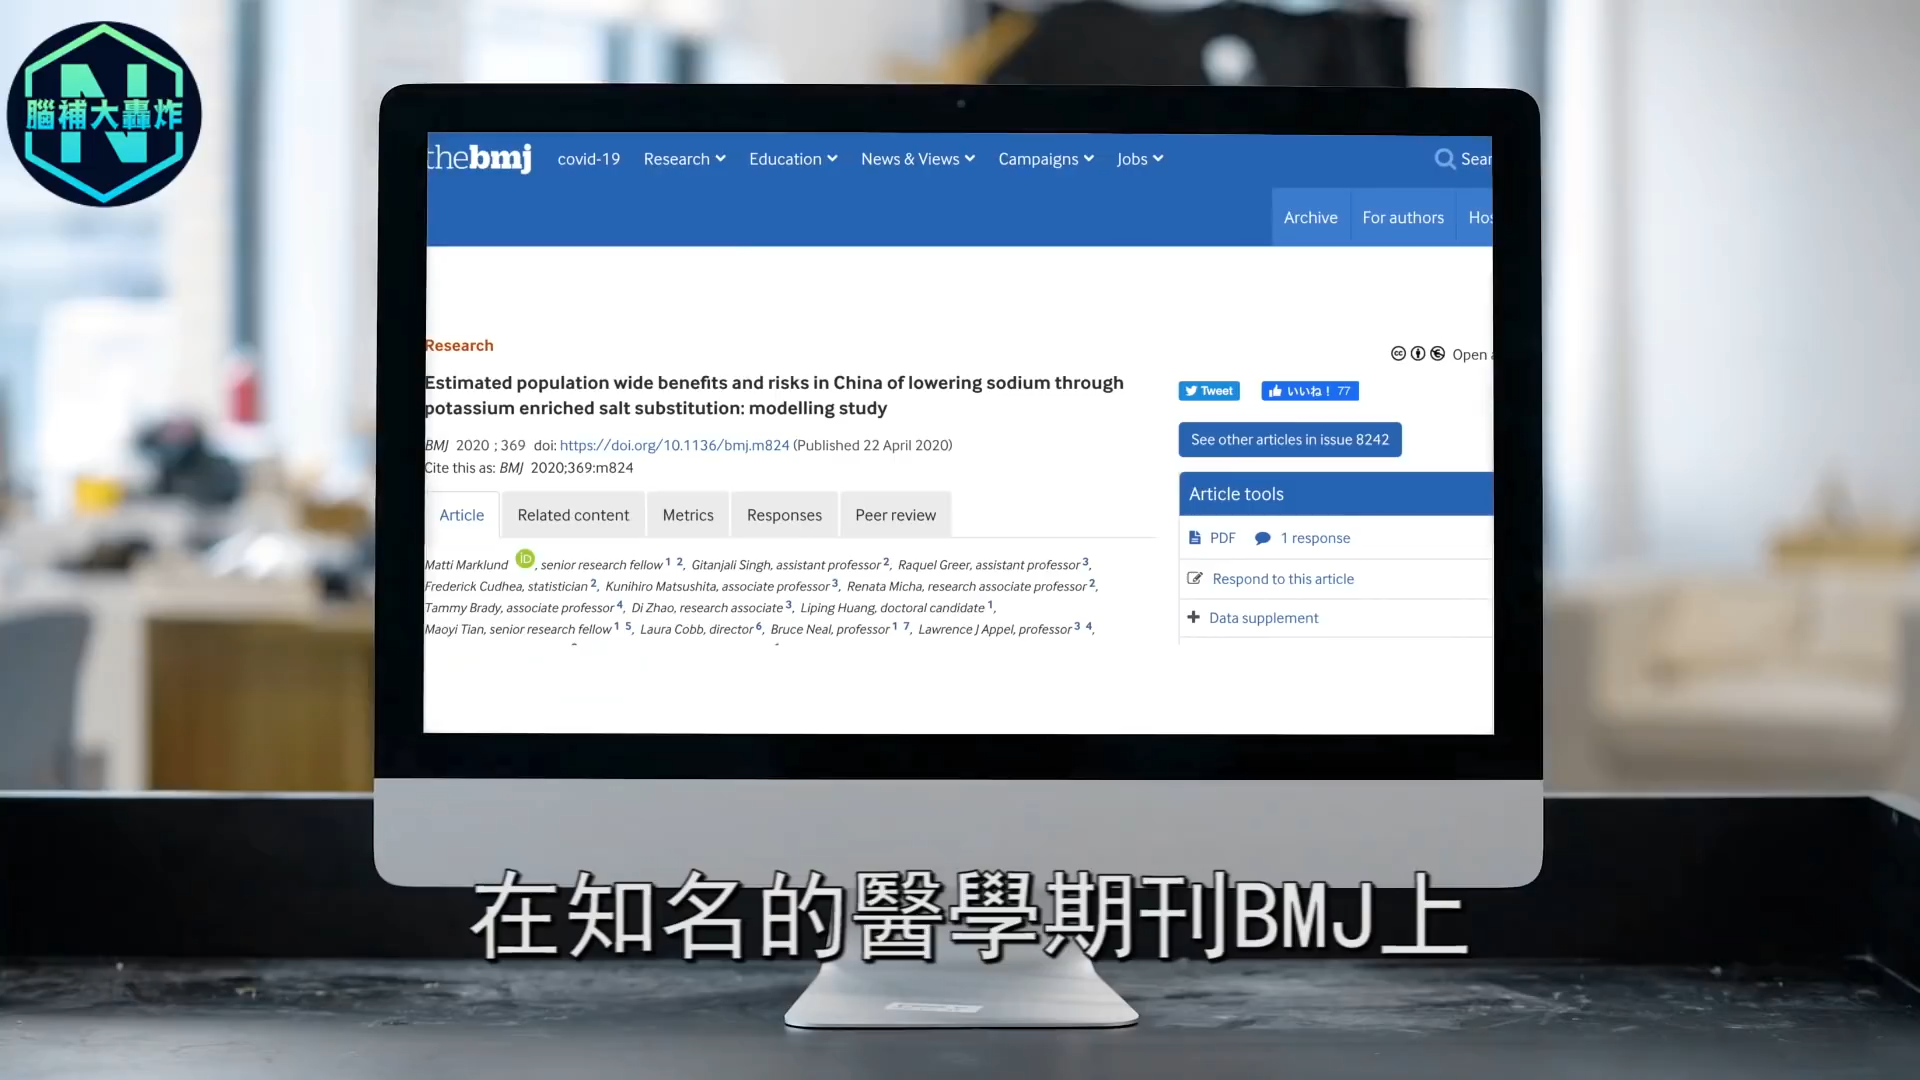 腦補大轟炸
thebmj covid-19 Research Education News & Views Campaigns Jobs
Archive For authors
Research
Open
Estimated population wide benefits and risks in China of lowering sodium through
potassium enriched salt substitution: modelling study
Tweet いいね！ 77
BMJ 2020 ; 369 doi: https://doi.org/10.1136/bmj.m824 (Published 22 April 2020)
Cite this as: BMJ 2020;369:m824
See other articles in issue 8242
Article Related content Metrics Responses Peer review
Article tools
PDF 1 response
Respond to this article
Data supplement
Matti Marklund iD, senior research fellow 1 2, Gitanjali Singh, assistant professor 2, Raquel Greer, assistant professor 3,
Frederick Cudhea, statistician 2, Kunihiro Matsushita, associate professor 3, Renata Micha, research associate professor 2,
Tammy Brady, associate professor 4, Di Zhao, research associate 3, Liping Huang, doctoral candidate 1,
Maoyi Tian, senior research fellow 1 5, Laura Cobb, director 6, Bruce Neal, professor 1 7, Lawrence J Appel, professor 3 4,
在知名的醫學期刊BMJ上